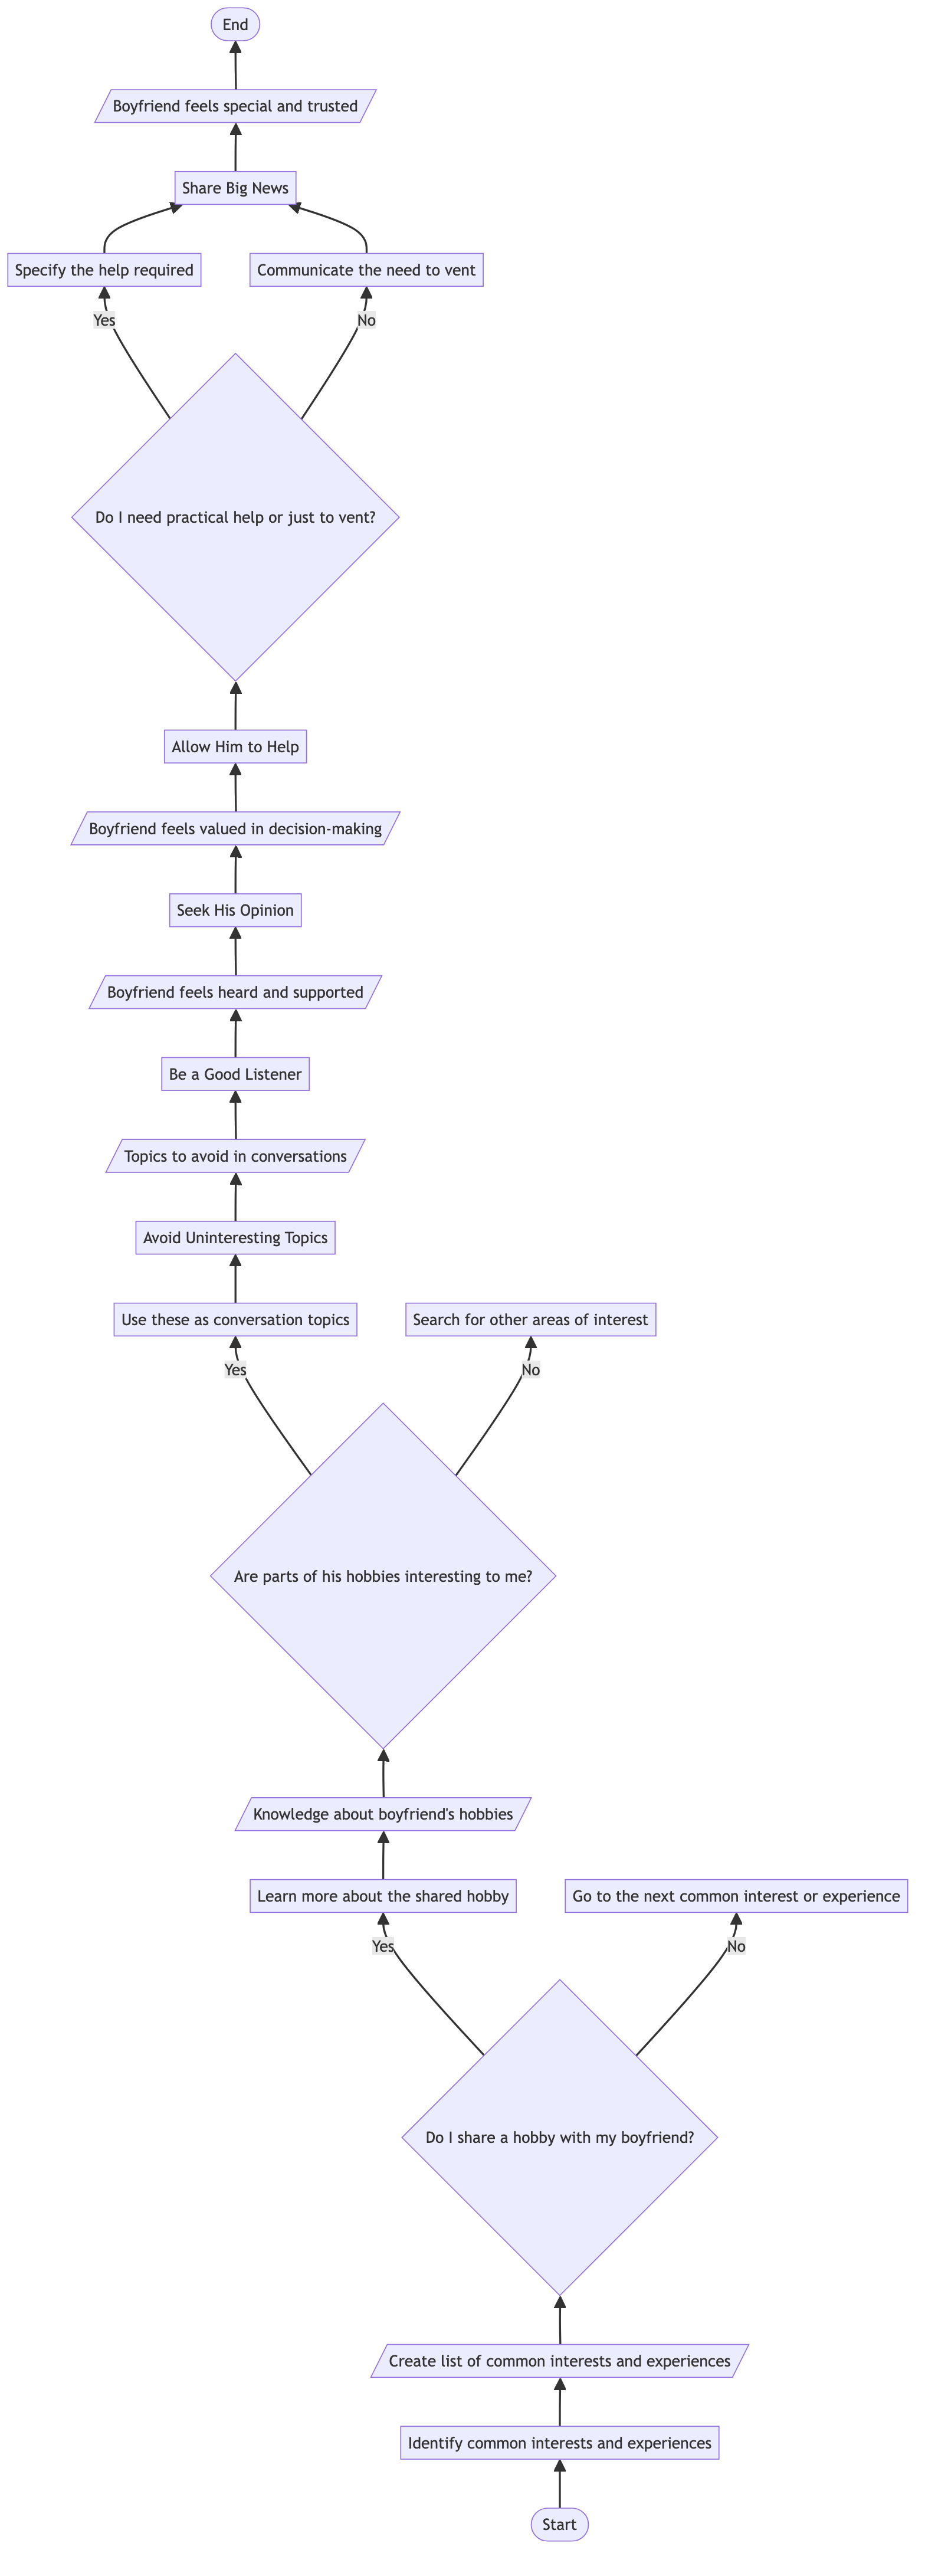 End
Boyfriend feels special and trusted
Share Big News
Specify the help required
Communicate the need to vent
Yes
No
Do I need practical help or just to vent?
Allow Him to Help
Boyfriend feels valued in decision-making
Seek His Opinion
Boyfriend feels heard and supported
Be a Good Listener
Topics to avoid in conversations
Avoid Uninteresting Topics
Use these as conversation topics
Search for other areas of interest
Yes
No
Are parts of his hobbies interesting to me?
Knowledge about boyfriend's hobbies
Learn more about the shared hobby
Go to the next common interest or experience
Yes
No
Do I share a hobby with my boyfriend?
Create list of common interests and experiences
Identify common interests and experiences
Start